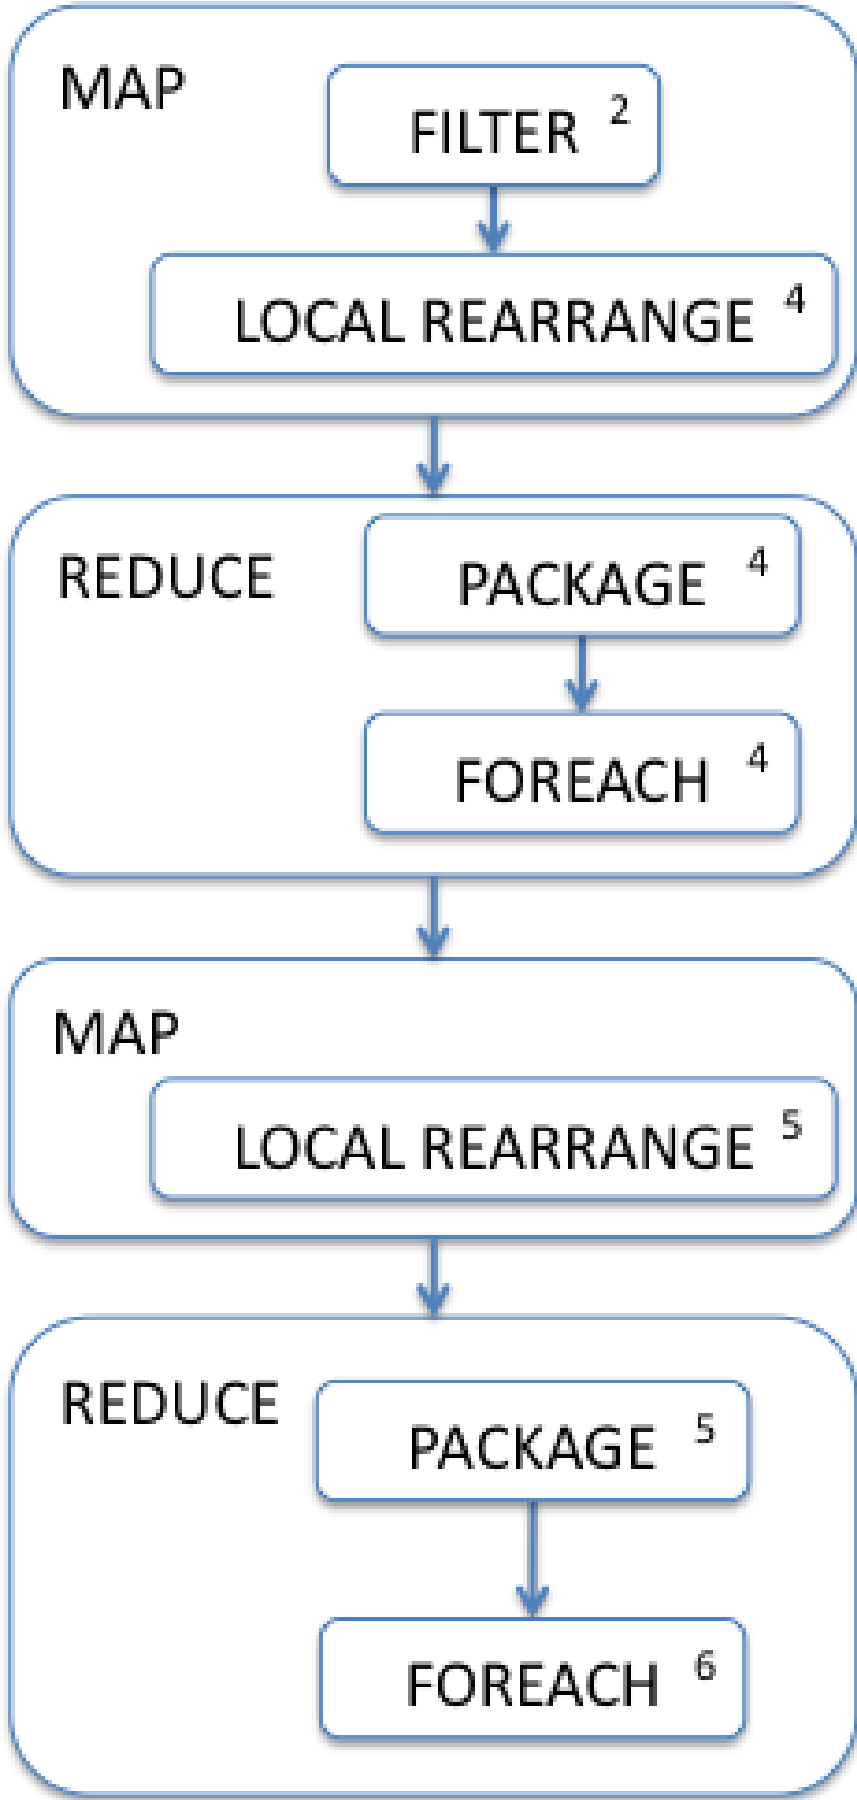 MAP
FILTER 2
LOCAL REARRANGE 4
REDUCE
PACKAGE 4
FOREACH 4
MAP
LOCAL REARRANGE 5
REDUCE
PACKAGE 5
FOREACH 6